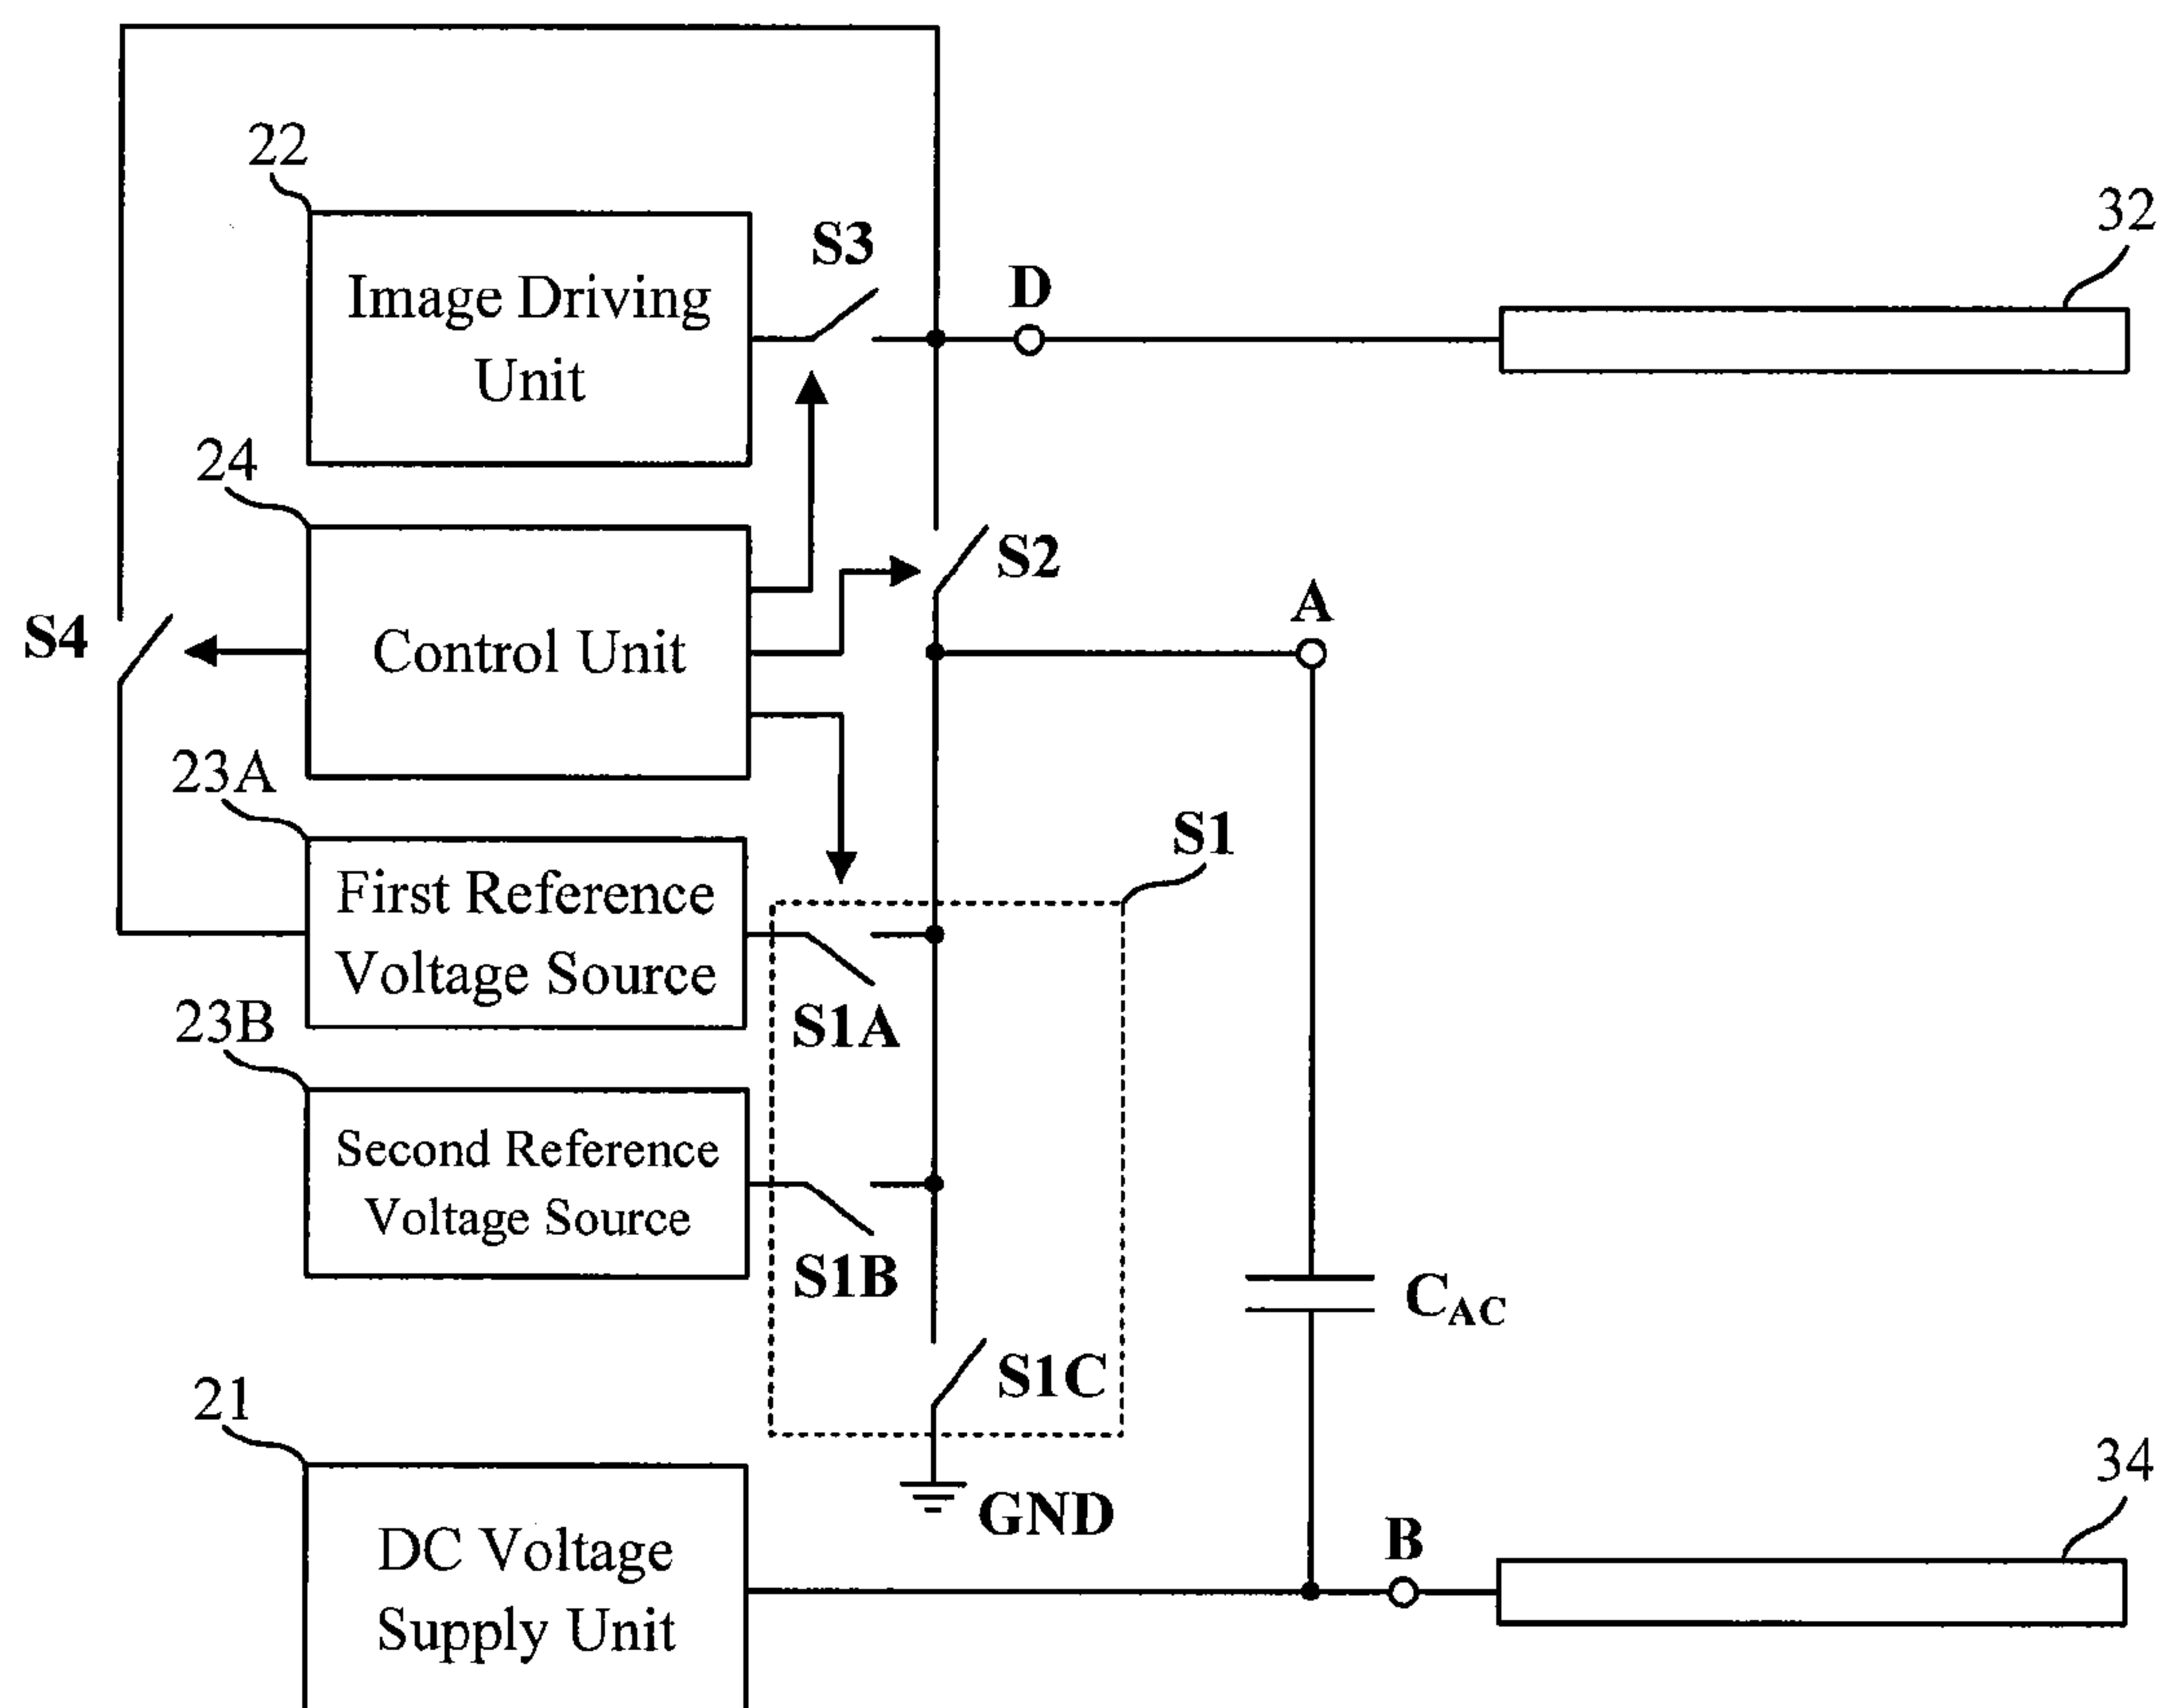 22
Image Driving
Unit
S3
D
32
24
Control Unit
S2
A
S4
23A
First Reference
Voltage Source
S1
S1A
23B
Second Reference
Voltage Source
S1B
CAC
S1C
GND
21
DC Voltage
Supply Unit
B
34